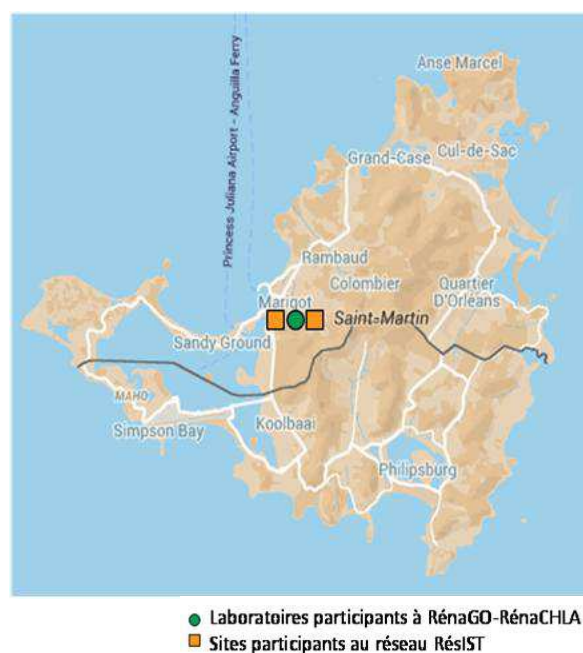 Anse Marcel
Cul-de-Sac
Grand-Case
Princess Juliana Airport - Anguilla Ferry
Rambaud
Colombier
Quartier
D'Orléans
Marigot
Saint-Martin
Sandy Ground
MAHO
Koolbaai
Simpson Bay
Philipsburg
Laboratoires participants à RénaGO-RénaCHLA
Sites participants au réseau RésIST